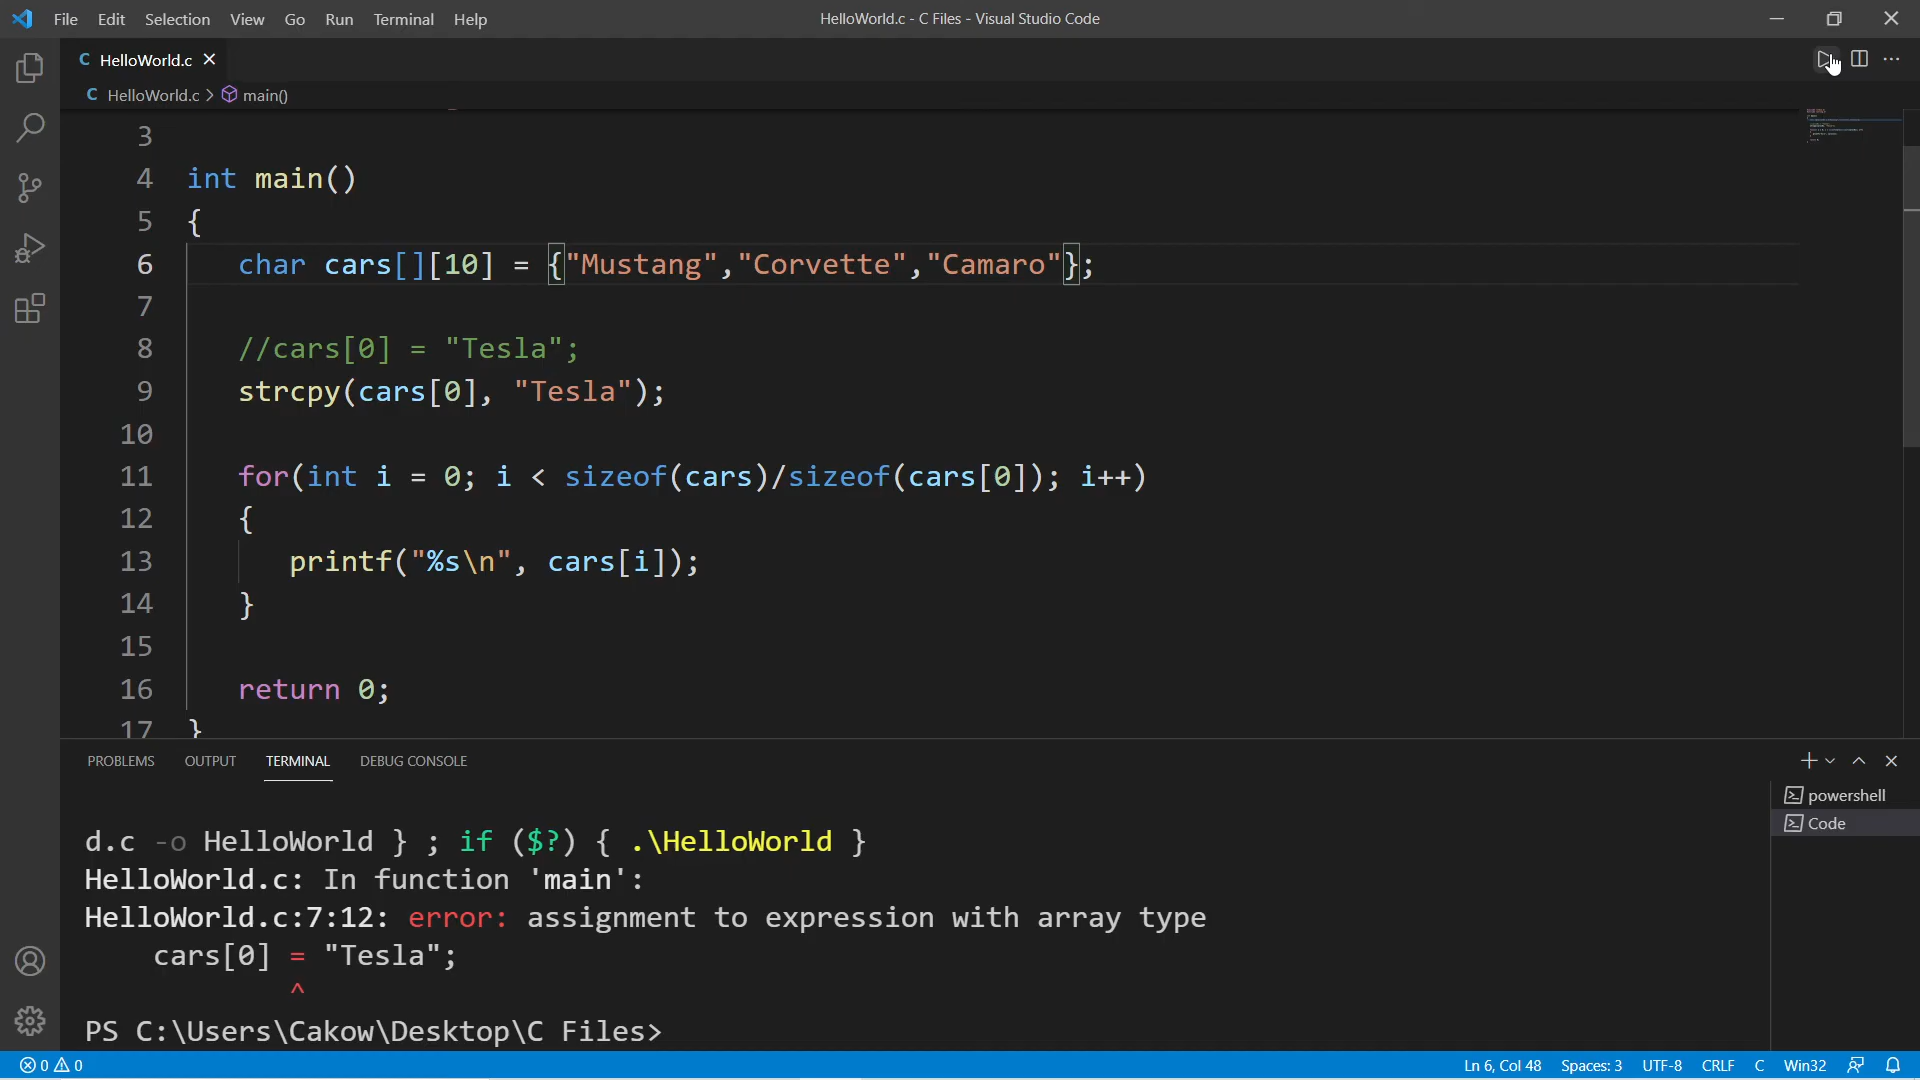 File Edit Selection View Go Run Terminal Help HelloWorld.c - C Files - Visual Studio Code
C HelloWorld.c
C HelloWorld.c > main()
3
4 int main()
5 {
6 char cars[][10] = {"Mustang","Corvette","Camaro"};
7
8 //cars[0] = "Tesla";
9 strcpy(cars[0], "Tesla");
10
11 for(int i = 0; i < sizeof(cars)/sizeof(cars[0]); i++)
12 {
13 printf("%s\n", cars[i]);
14 }
15
16 return 0;
17 }
PROBLEMS OUTPUT TERMINAL DEBUG CONSOLE
powershell
Code
d.c -o HelloWorld } ; if ($?) { .\HelloWorld }
HelloWorld.c: In function 'main':
HelloWorld.c:7:12: error: assignment to expression with array type
cars[0] = "Tesla";
^
PS C:\Users\Cakow\Desktop\C Files>
0 0 Ln 6, Col 48 Spaces: 3 UTF-8 CRLF C Win32